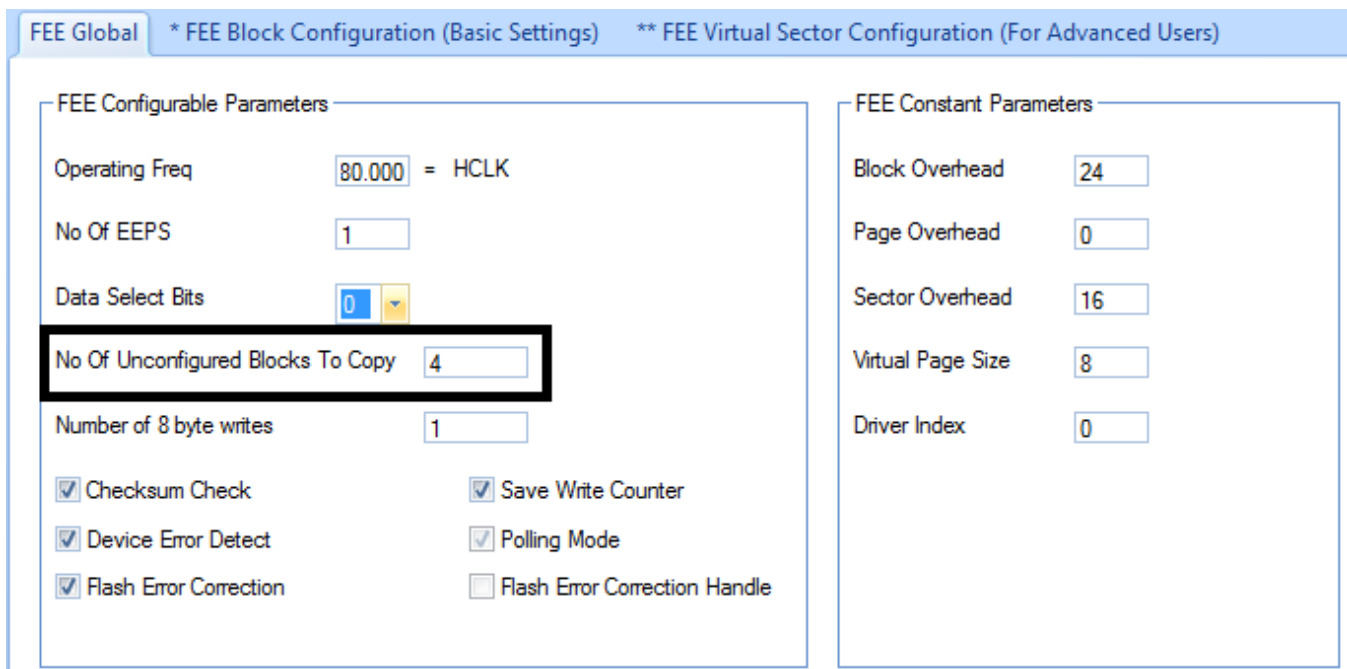 FEE Global
* FEE Block Configuration (Basic Settings)
** FEE Virtual Sector Configuration (For Advanced Users)
FEE Configurable Parameters
Operating Freq 80.000 = HCLK
No Of EEPS 1
Data Select Bits 0
No Of Unconfigured Blocks To Copy 4
Number of 8 byte writes 1
Checksum Check Save Write Counter
Device Error Detect Polling Mode
Flash Error Correction Flash Error Correction Handle
FEE Constant Parameters
Block Overhead 24
Page Overhead 0
Sector Overhead 16
Virtual Page Size 8
Driver Index 0